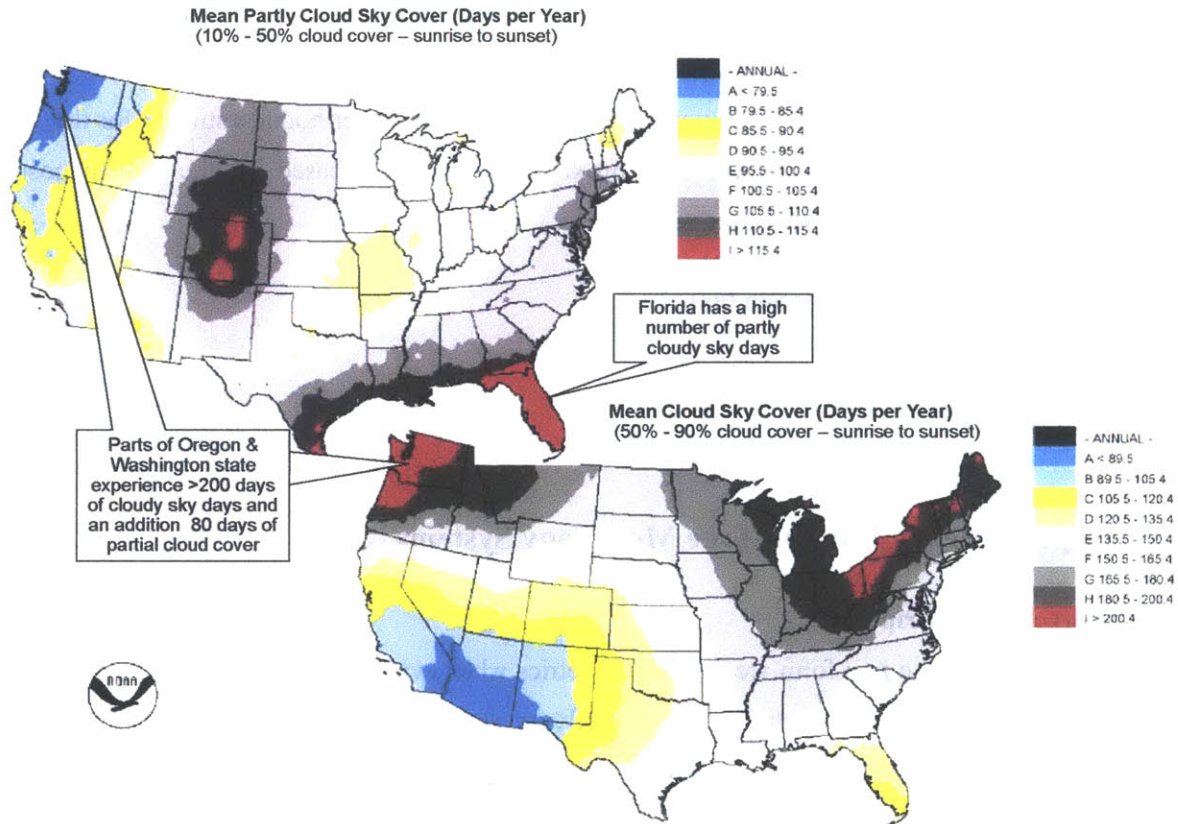 Mean Partly Cloud Sky Cover (Days per Year)
(10% - 50% cloud cover – sunrise to sunset)
- ANNUAL -
A < 79.5
B 79.5 - 85.4
C 85.5 - 90.4
D 90.5 - 95.4
E 95.5 - 100.4
F 100.5 - 105.4
G 105.5 - 110.4
H 110.5 - 115.4
I > 115.4
Florida has a high
number of partly
cloudy sky days
Parts of Oregon &
Washington state
experience >200 days
of cloudy sky days and
an addition 80 days of
partial cloud cover
Mean Cloud Sky Cover (Days per Year)
(50% - 90% cloud cover – sunrise to sunset)
- ANNUAL -
A < 89.5
B 89.5 - 105.4
C 105.5 - 120.4
D 120.5 - 135.4
E 135.5 - 150.4
F 150.5 - 165.4
G 165.5 - 180.4
H 180.5 - 200.4
I > 200.4
NOAA